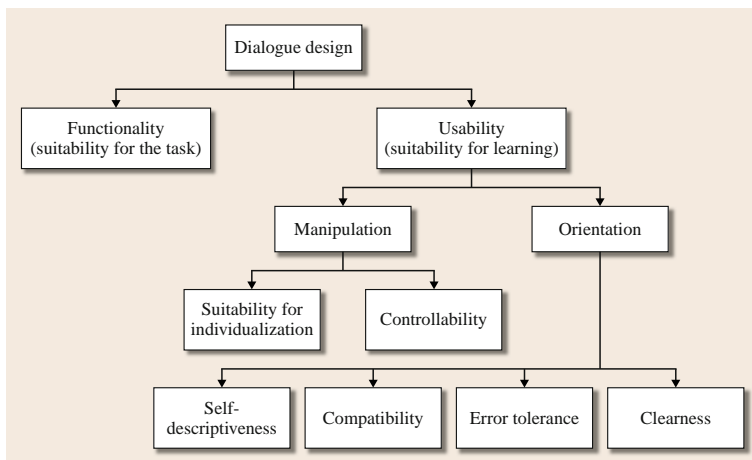 Dialogue design
Functionality
(suitability for the task)
Usability
(suitability for learning)
Manipulation
Orientation
Suitability for
individualization
Controllability
Self-
descriptiveness
Compatibility
Error tolerance
Clearness